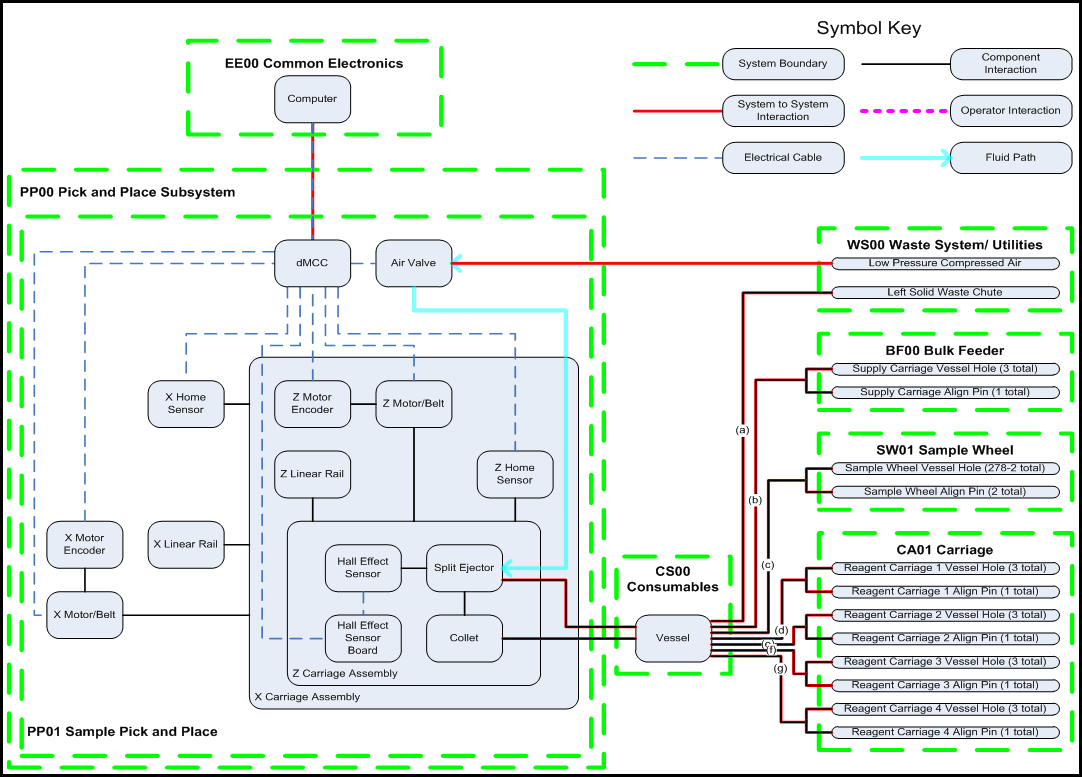 Symbol Key
System Boundary
Component
Interaction
System to System
Interaction
Operator Interaction
Electrical Cable
Fluid Path
EE00 Common Electronics
Computer
PP00 Pick and Place Subsystem
dMCC
Air Valve
X Home
Sensor
Z Motor
Encoder
Z Motor/Belt
Z Linear Rail
Z Home
Sensor
X Motor
Encoder
X Linear Rail
Hall Effect
Sensor
Split Ejector
X Motor/Belt
Hall Effect
Sensor
Board
Collet
Z Carriage Assembly
X Carriage Assembly
PP01 Sample Pick and Place
CS00
Consumables
Vessel
(a)
(b)
(c)
(d)
(f)
(g)
WS00 Waste System/ Utilities
Low Pressure Compressed Air
Left Solid Waste Chute
BF00 Bulk Feeder
Supply Carriage Vessel Hole (3 total)
Supply Carriage Align Pin (1 total)
SW01 Sample Wheel
Sample Wheel Vessel Hole (278-2 total)
Sample Wheel Align Pin (2 total)
CA01 Carriage
Reagent Carriage 1 Vessel Hole (3 total)
Reagent Carriage 1 Align Pin (1 total)
Reagent Carriage 2 Vessel Hole (3 total)
Reagent Carriage 2 Align Pin (1 total)
Reagent Carriage 3 Vessel Hole (3 total)
Reagent Carriage 3 Align Pin (1 total)
Reagent Carriage 4 Vessel Hole (3 total)
Reagent Carriage 4 Align Pin (1 total)